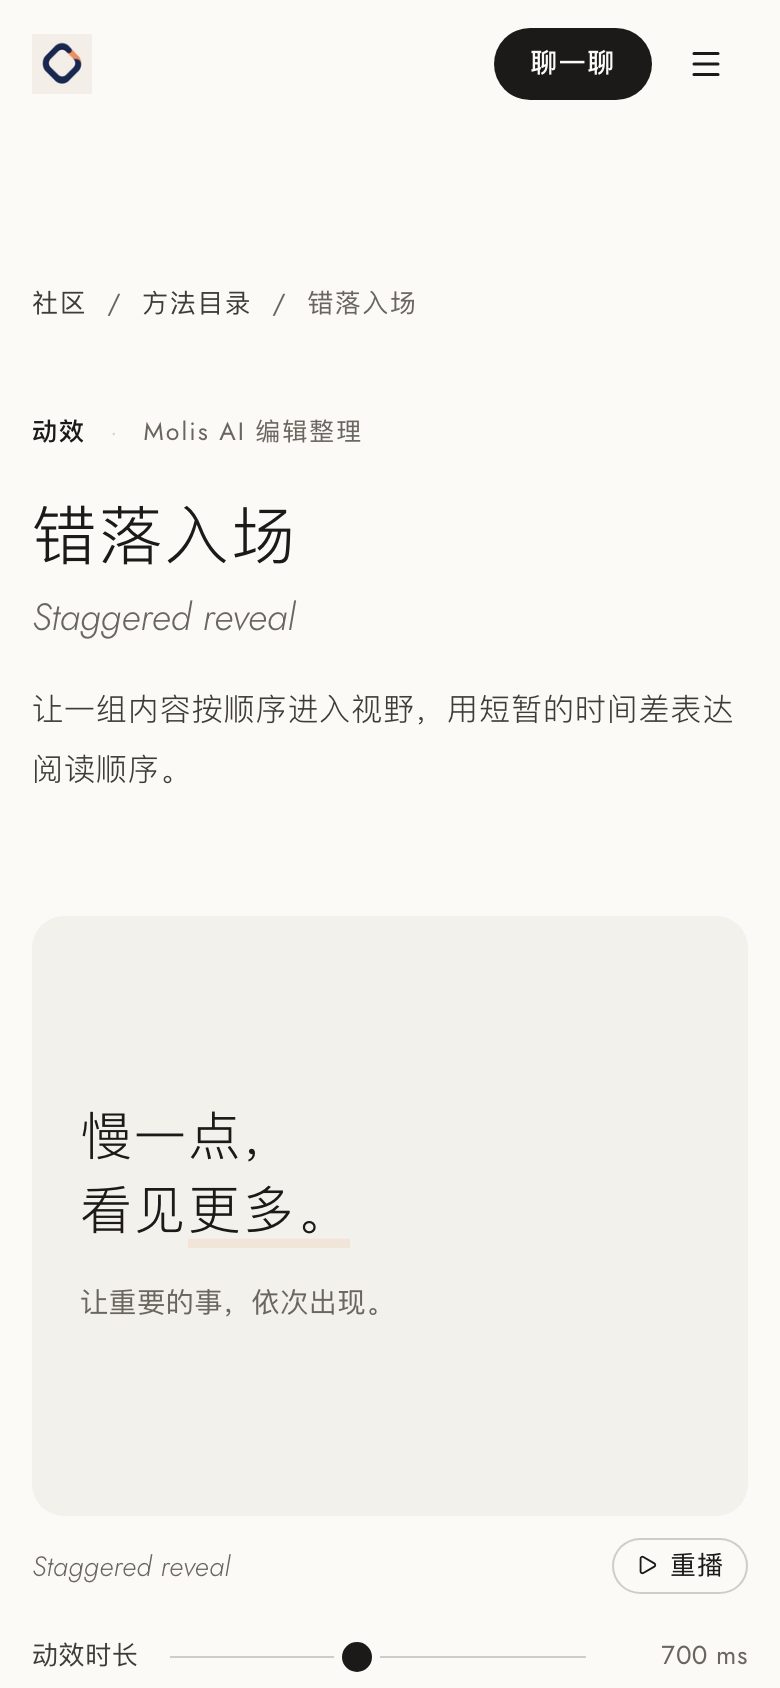 聊一聊
社区 / 方法目录 / 错落入场
动效 · Molis AI 编辑整理
错落入场
Staggered reveal
让一组内容按顺序进入视野，用短暂的时间差表达
阅读顺序。
慢一点，
看见更多。
让重要的事，依次出现。
Staggered reveal
重播
动效时长 700 ms